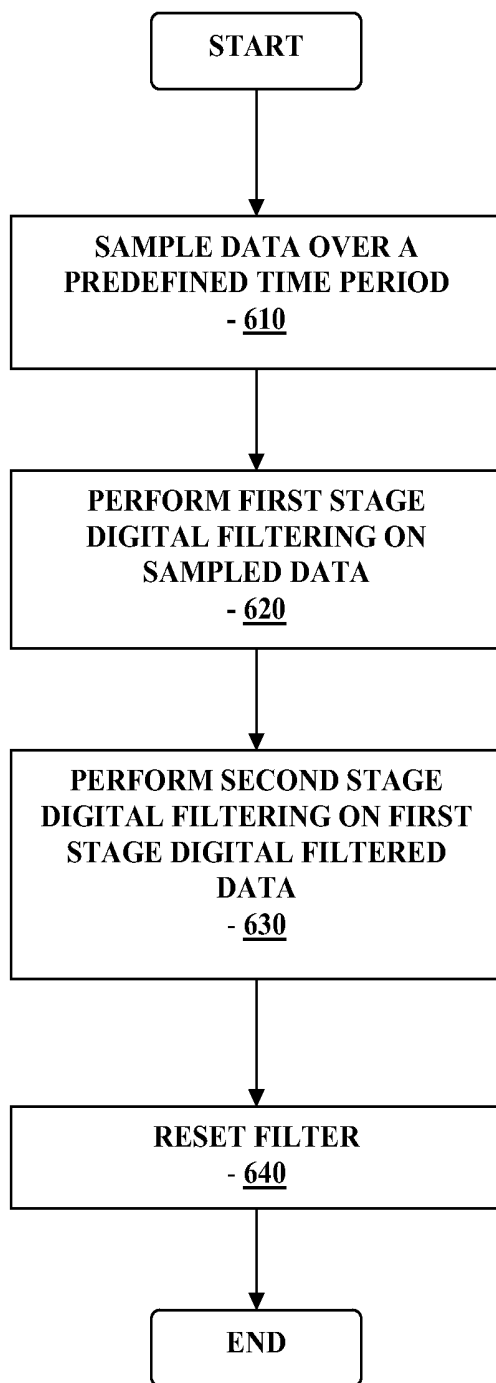 START
SAMPLE DATA OVER A
PREDEFINED TIME PERIOD
- 610
PERFORM FIRST STAGE
DIGITAL FILTERING ON
SAMPLED DATA
- 620
PERFORM SECOND STAGE
DIGITAL FILTERING ON FIRST
STAGE DIGITAL FILTERED
DATA
- 630
RESET FILTER
- 640
END